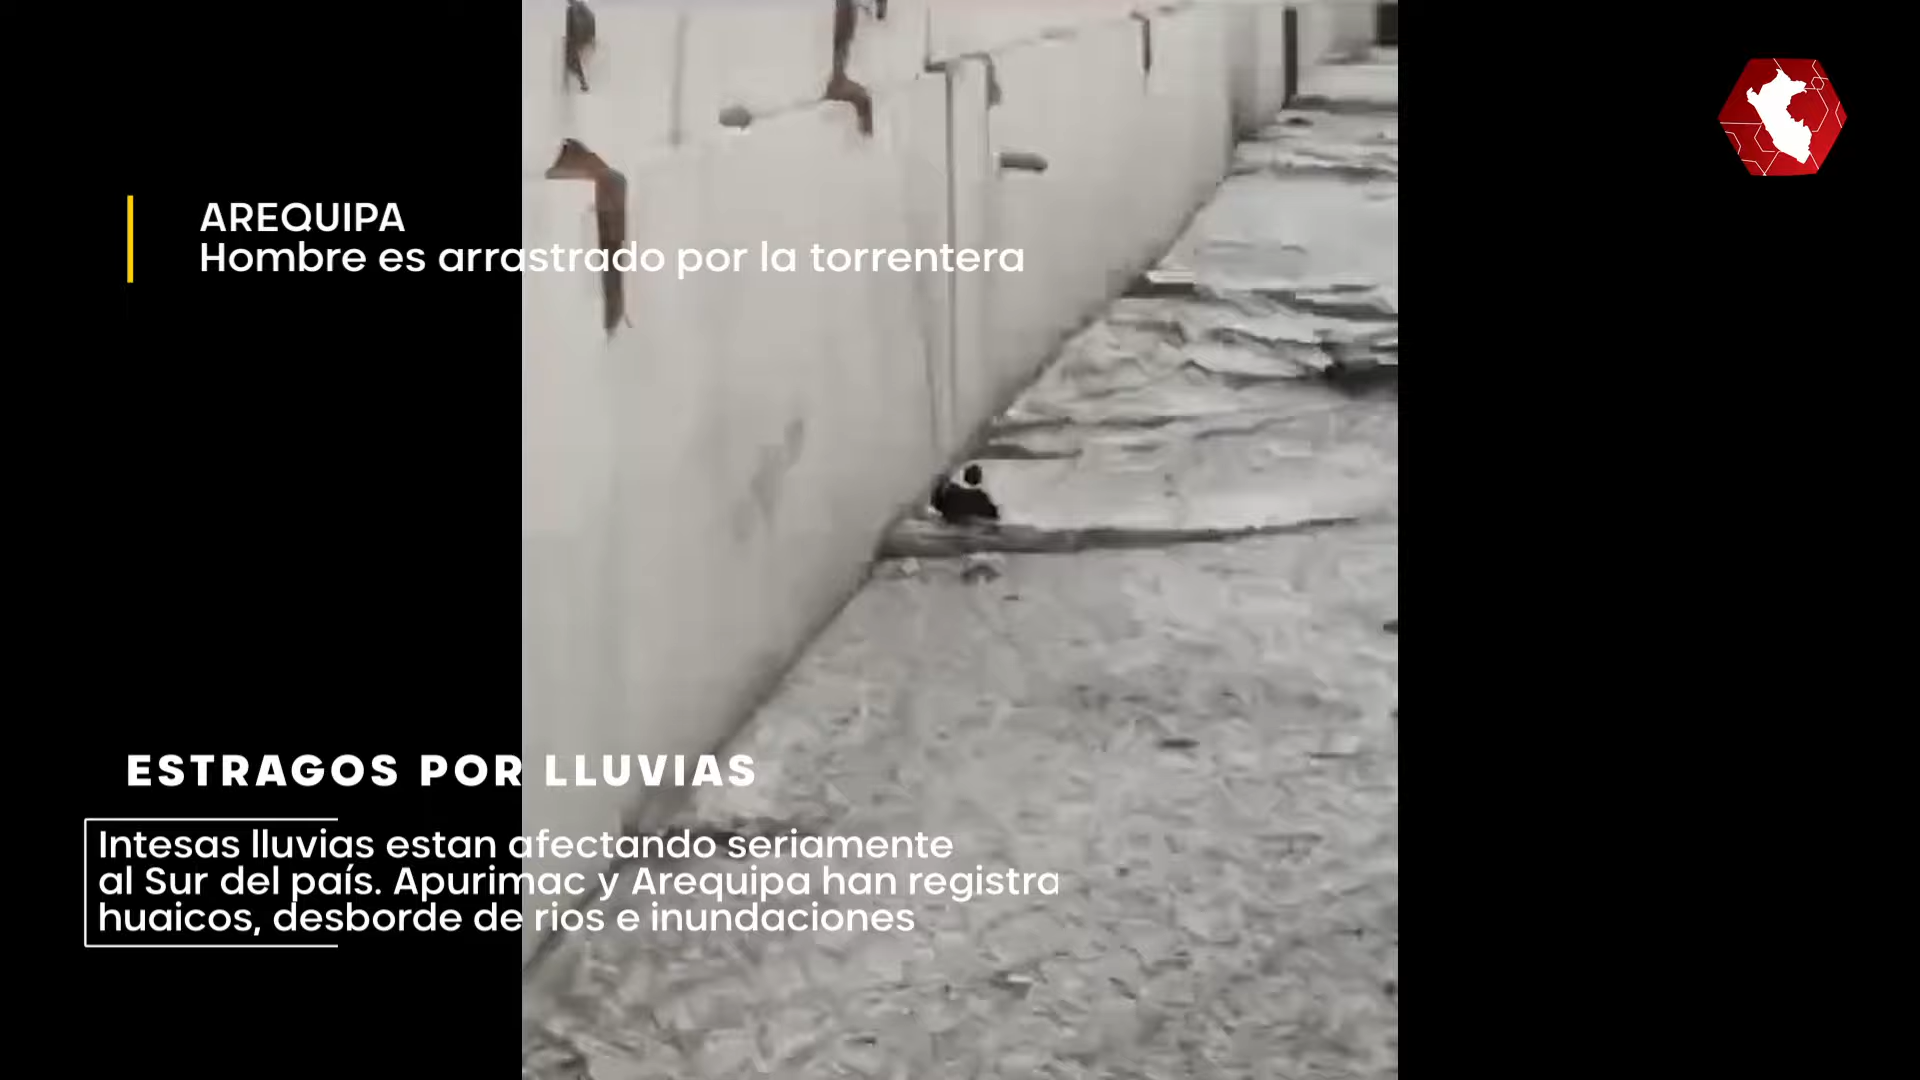 AREQUIPA
Hombre es arrastrado por la torrentera
ESTRAGOS POR LLUVIAS
Intesas lluvias estan afectando seriamente
al Sur del país. Apurimac y Arequipa han registra
huaicos, desborde de rios e inundaciones